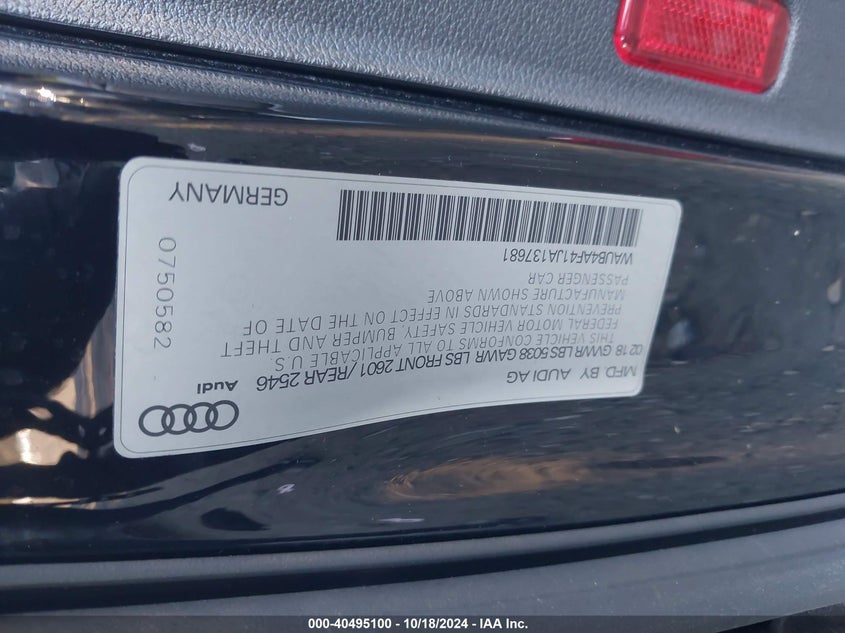 MFD. BY AUDI AG
Audi
02 18 GVWR LBS 5038 GAWR LBS FRONT 2601 / REAR 2546
THIS VEHICLE CONFORMS TO ALL APPLICABLE U.S.
FEDERAL MOTOR VEHICLE SAFETY, BUMPER AND THEFT
PREVENTION STANDARDS IN EFFECT ON THE DATE OF
MANUFACTURE SHOWN ABOVE
PASSENGER CAR
0750582
WAUB4AF41JA137681
GERMANY
000-40495100 - 10/18/2024 - IAA Inc.